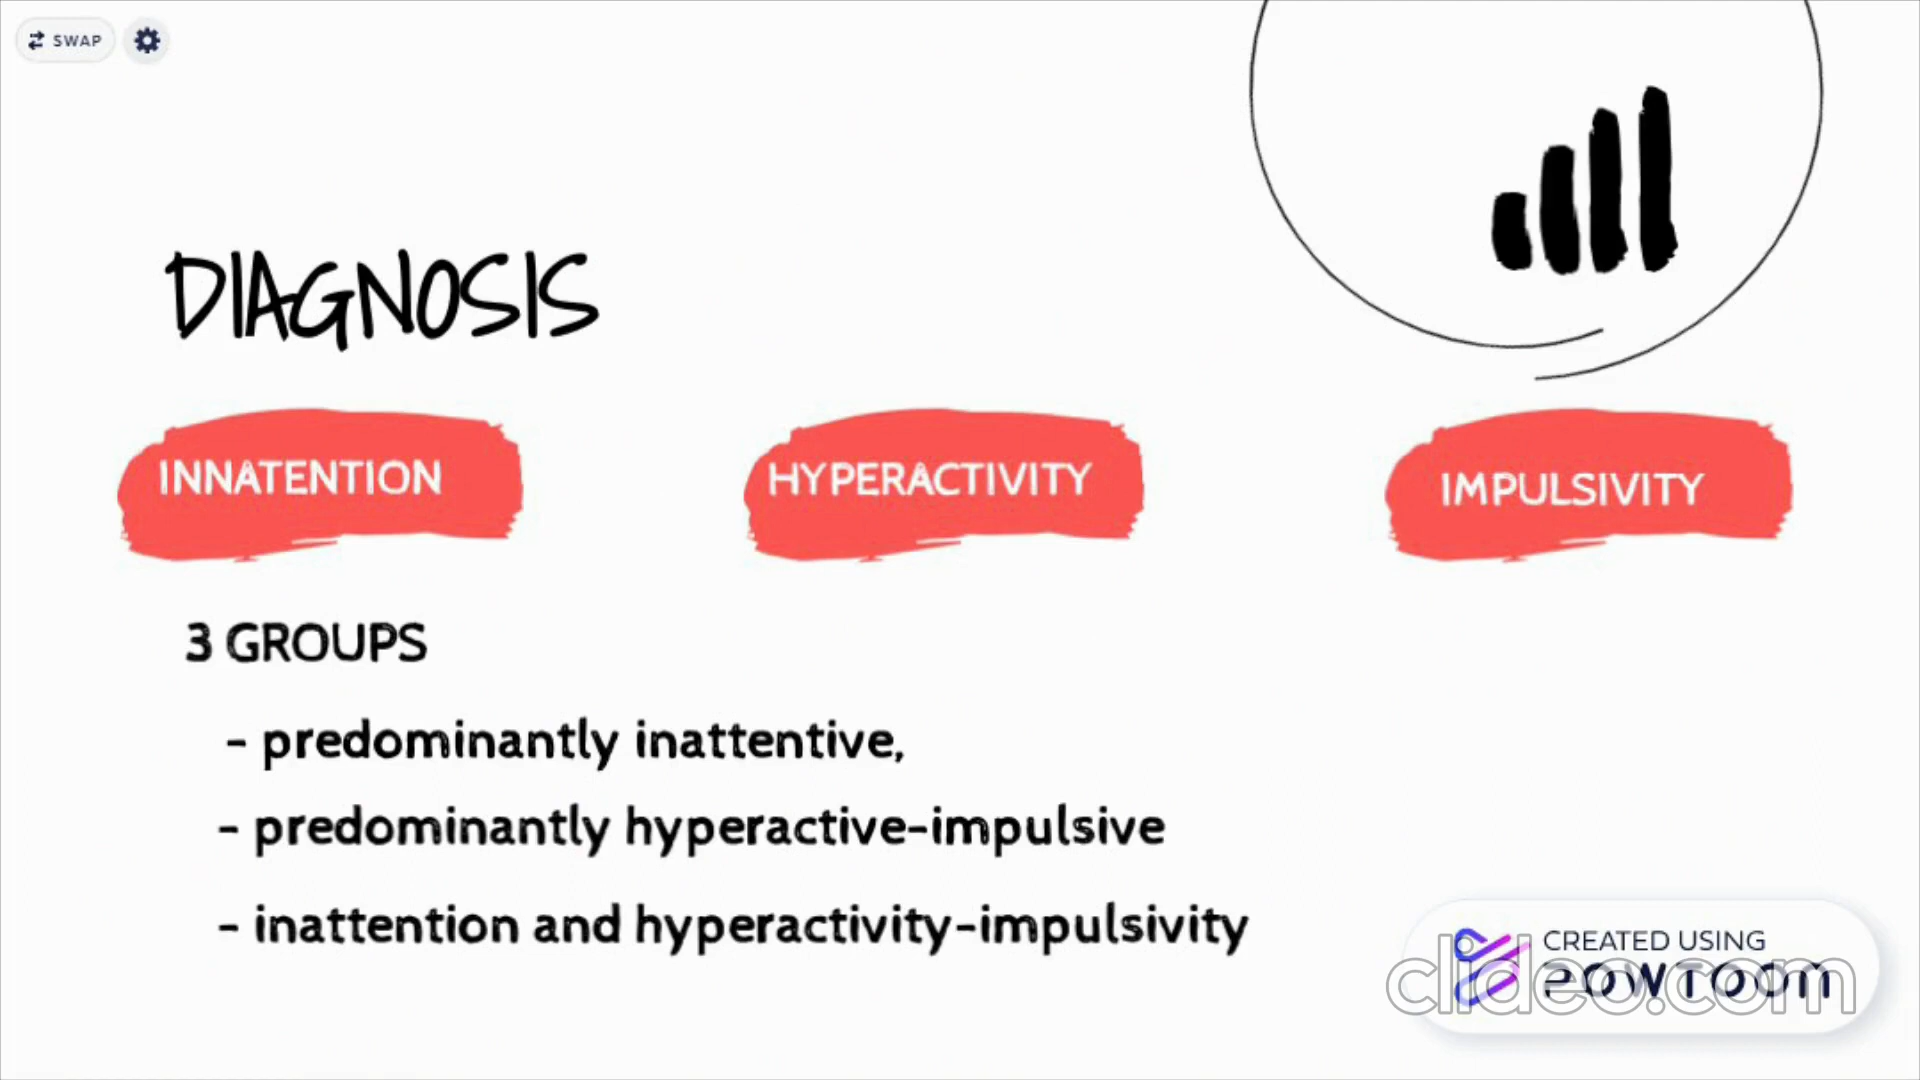 SWAP
DIAGNOSIS
INNATENTION
HYPERACTIVITY
IMPULSIVITY
3 GROUPS
- predominantly inattentive,
- predominantly hyperactive-impulsive
- inattention and hyperactivity-impulsivity
CREATED USING
POWTOON
clideo.com